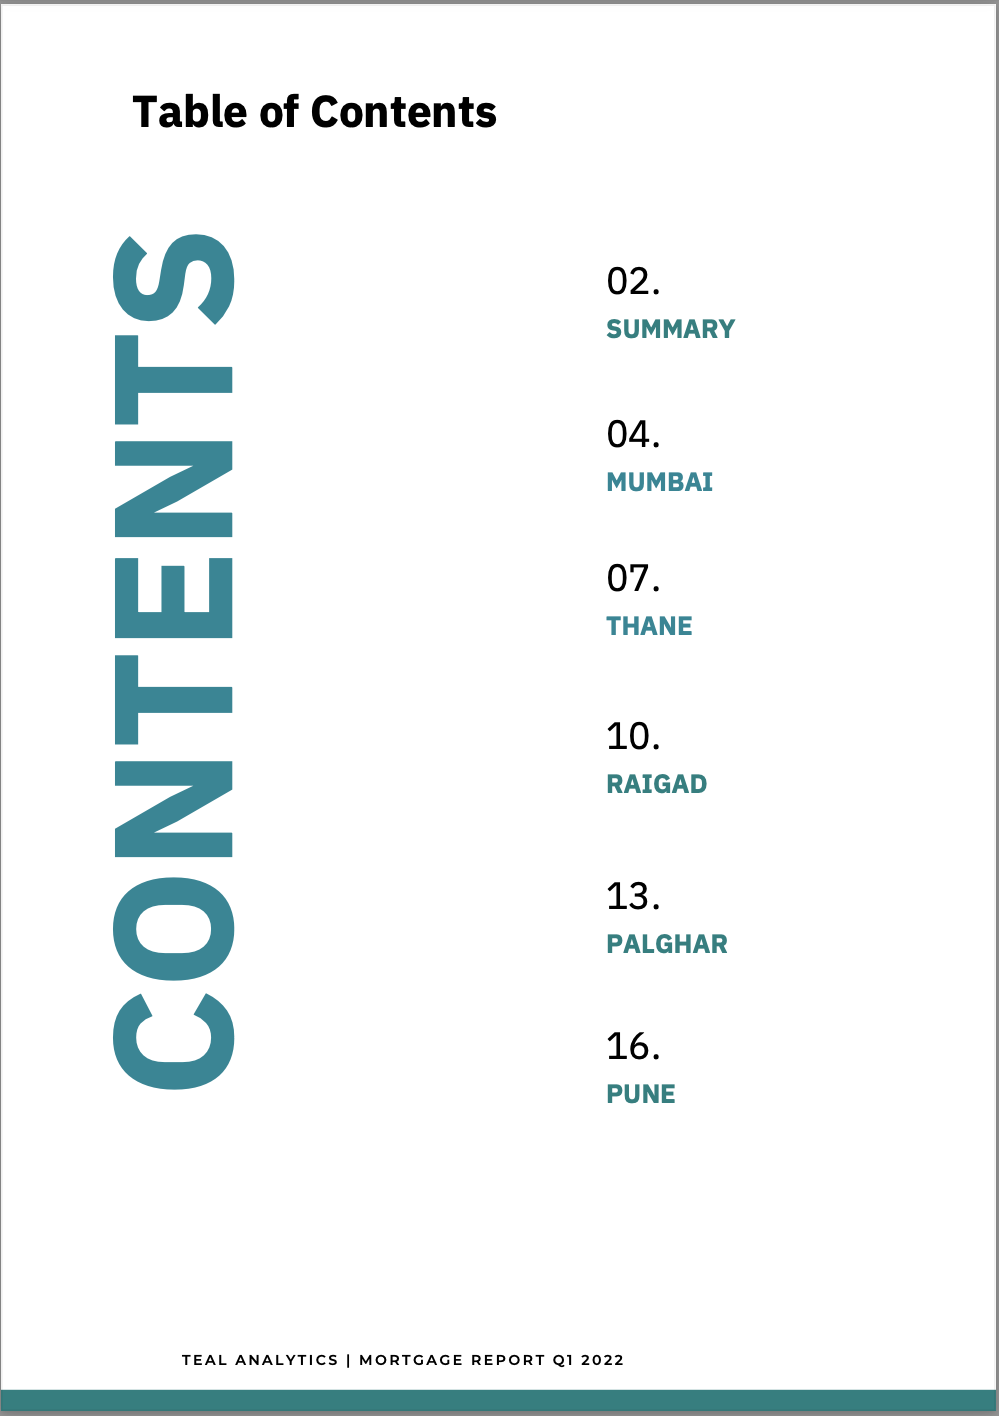 Table of Contents
CONTENTS
02.
SUMMARY
04.
MUMBAI
07.
THANE
10.
RAIGAD
13.
PALGHAR
16.
PUNE
TEAL ANALYTICS | MORTGAGE REPORT Q1 2022